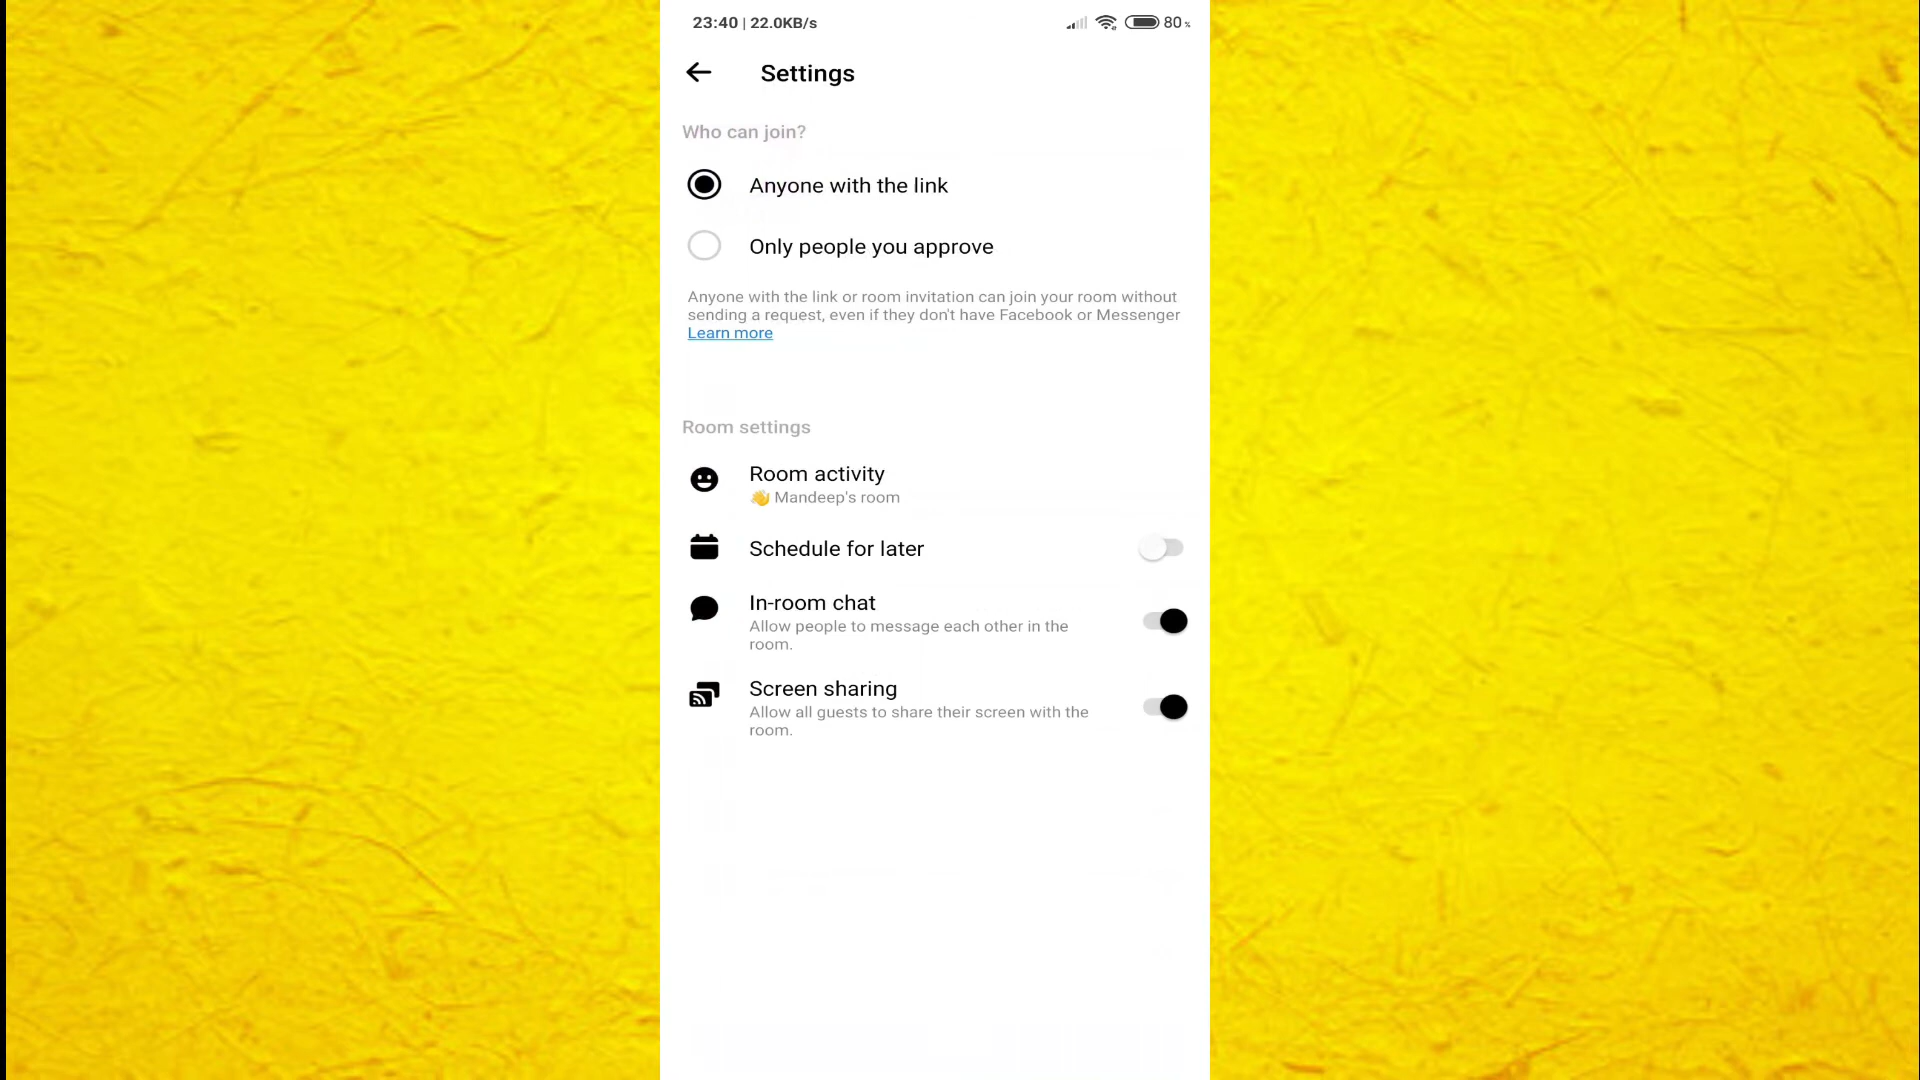 23:40 | 22.0KB/s 80%
Settings
Who can join?
Anyone with the link
Only people you approve
Anyone with the link or room invitation can join your room without
sending a request, even if they don't have Facebook or Messenger
Learn more
Room settings
Room activity
👋 Mandeep's room
Schedule for later
In-room chat
Allow people to message each other in the
room.
Screen sharing
Allow all guests to share their screen with the
room.